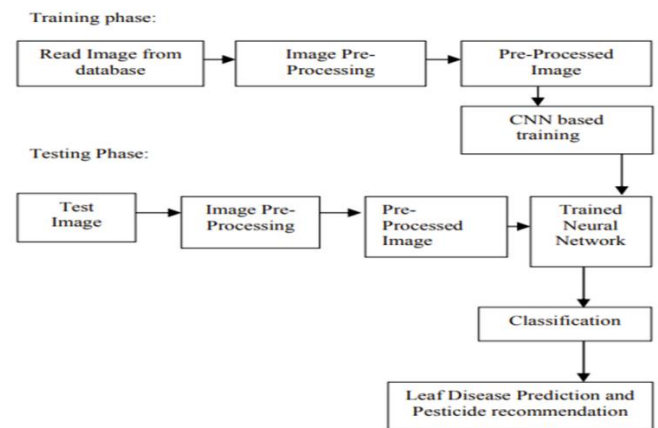 Training phase:
Read Image from
database
Image Pre-
Processing
Pre-Processed
Image
CNN based
training
Testing Phase:
Test
Image
Image Pre-
Processing
Pre-
Processed
Image
Trained
Neural
Network
Classification
Leaf Disease Prediction and
Pesticide recommendation